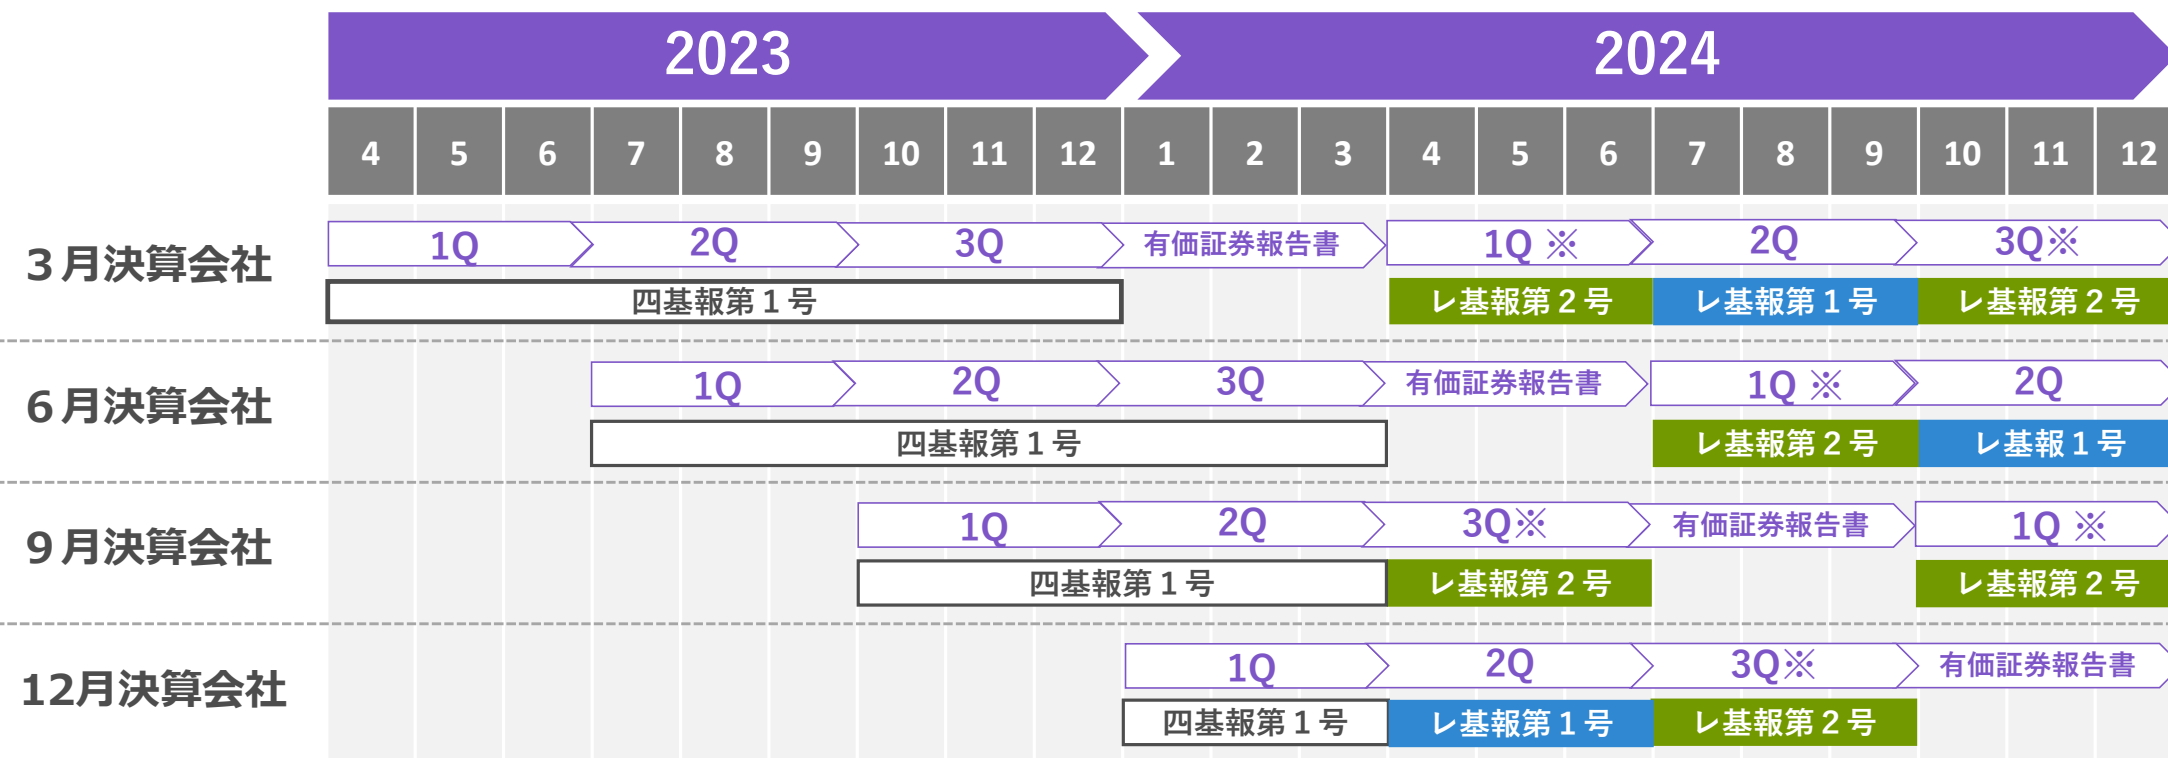 2023 2024
4 5 6 7 8 9 10 11 12 1 2 3 4 5 6 7 8 9 10 11 12
３月決算会社 1Q 2Q 3Q 有価証券報告書 1Q ※ 2Q 3Q※
四基報第１号 レ基報第２号 レ基報第１号 レ基報第２号
６月決算会社 1Q 2Q 3Q 有価証券報告書 1Q ※ 2Q
四基報第１号 レ基報第２号 レ基報１号
９月決算会社 1Q 2Q 3Q※ 有価証券報告書 1Q ※
四基報第１号 レ基報第２号 レ基報第２号
12月決算会社 1Q 2Q 3Q※ 有価証券報告書
四基報第１号 レ基報第１号 レ基報第２号